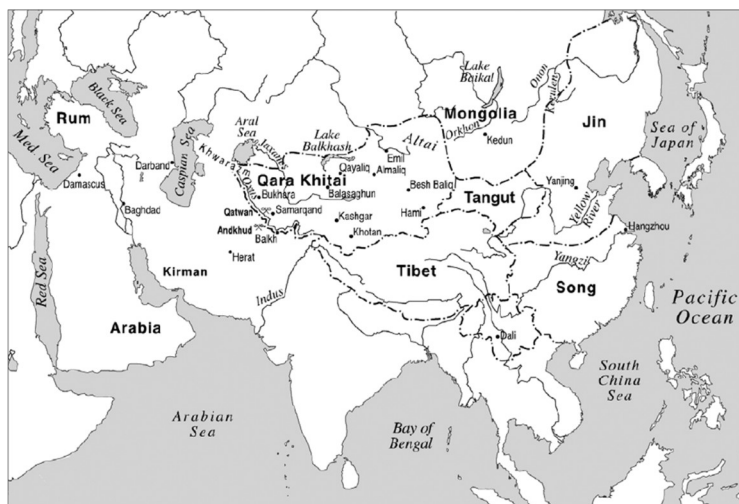 Lake
Baikal
Onon
Kerulen
Black Sea
Rum
Mongolia
Aral
Sea
Lake
Balkhash
Altai
Orkhon
Kedun
Jin
Sea of
Japan
Med. Sea
Caspian Sea
Darband
Jaxartes
Emil
Qayaliq
Almaliq
Qara Khitai
Damascus
Balasaghun
Besh Baliq
Tangut
Yanjing
Bukhara
Oxus
Baghdad
Qatwan
Samarqand
Kashgar
Hami
Yellow
River
Andkhud
Khotan
Hangzhou
Balkh
Herat
Yangzi
Kirman
Tibet
Song
Red Sea
Indus
Pacific
Ocean
Arabia
Dali
South
China
Sea
Arabian
Sea
Bay of
Bengal